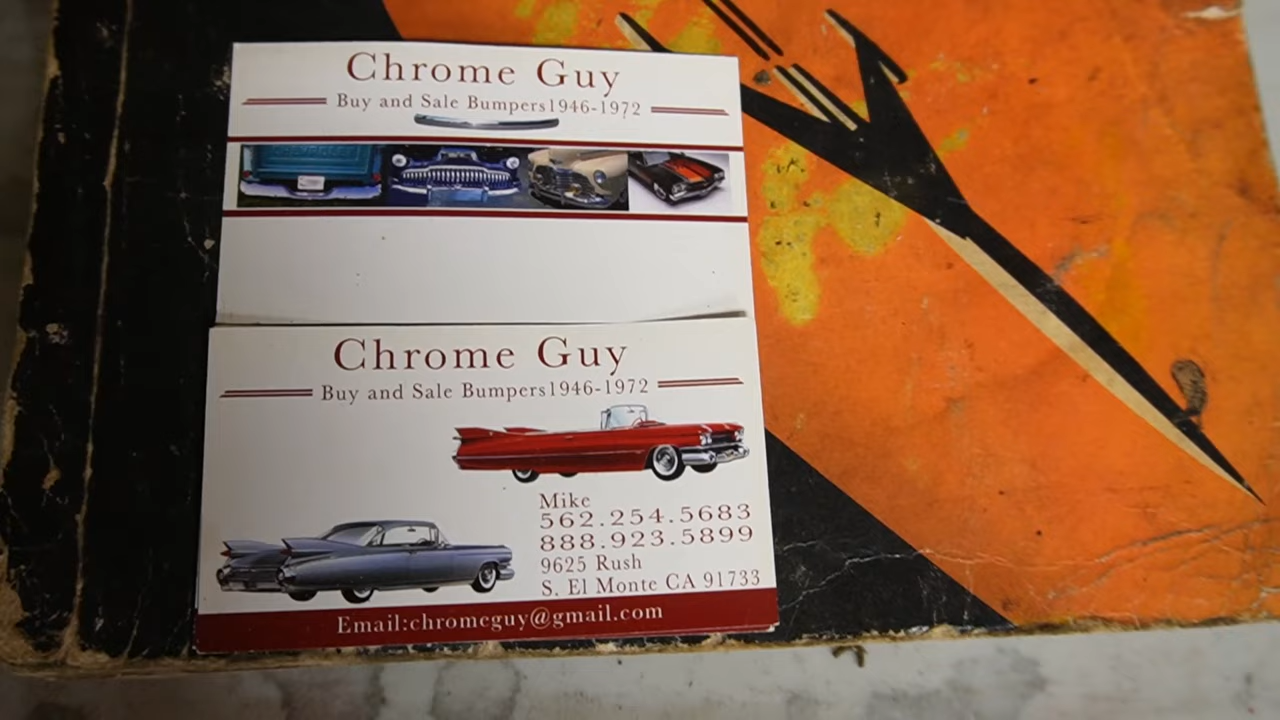 Chrome Guy
Buy and Sale Bumpers1946-1972
Chrome Guy
Buy and Sale Bumpers1946-1972
Mike
562.254.5683
888.923.5899
9625 Rush
S. El Monte CA 91733
Email:chromeguy@gmail.com